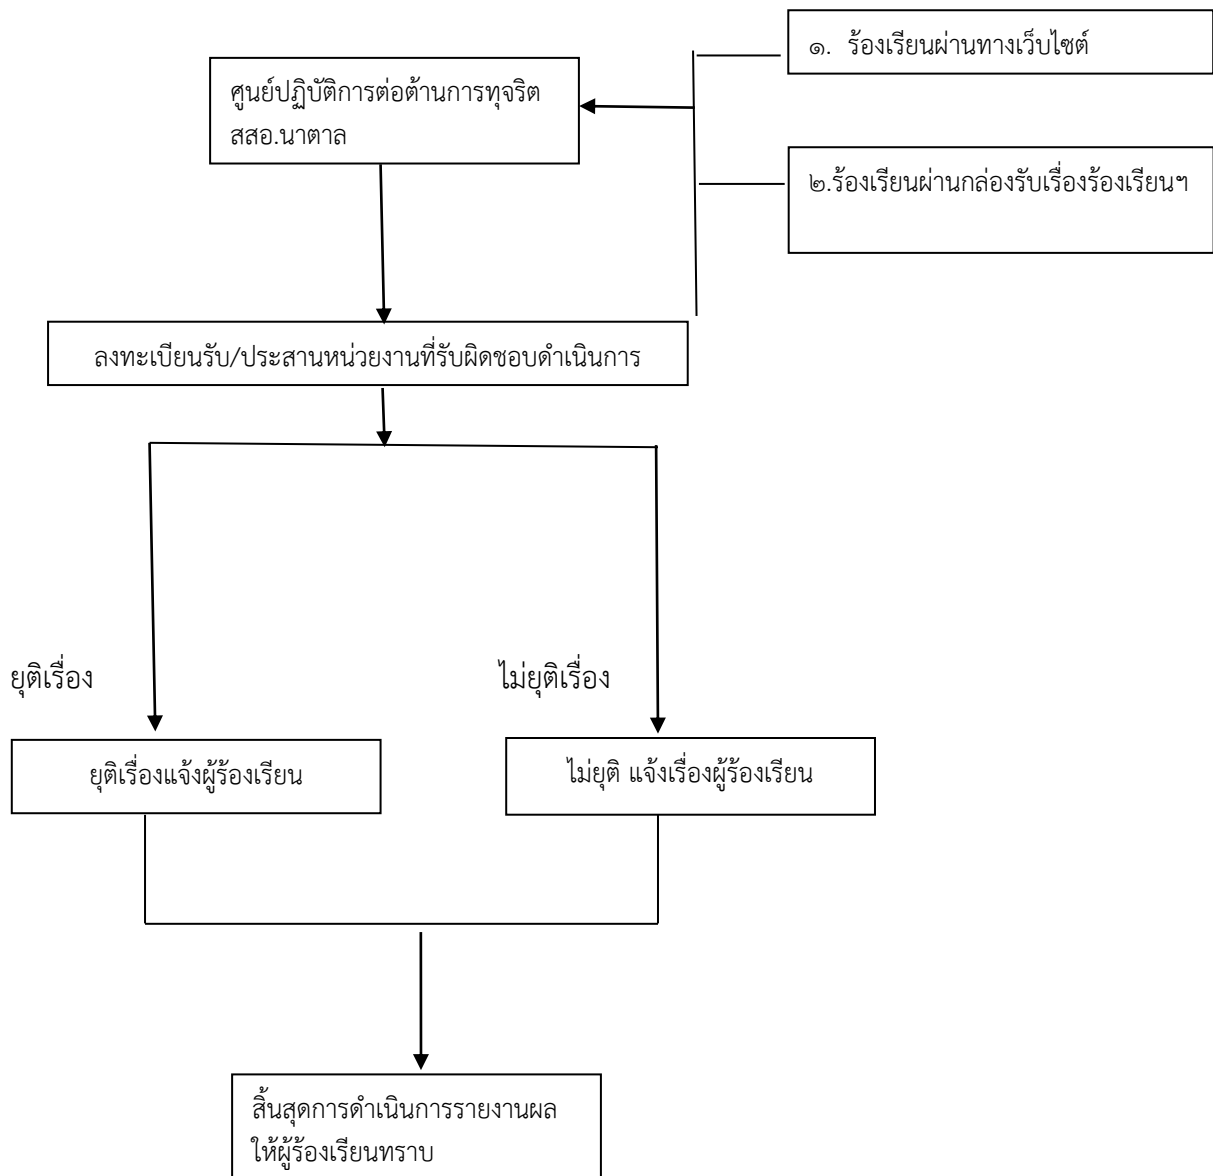 ๑. ร้องเรียนผ่านทางเว็บไซต์
ศูนย์ปฏิบัติการต่อต้านการทุจริต
สสอ.นาตาล
๒.ร้องเรียนผ่านกล่องรับเรื่องร้องเรียนฯ
ลงทะเบียนรับ/ประสานหน่วยงานที่รับผิดชอบดำเนินการ
ยุติเรื่อง
ไม่ยุติเรื่อง
ยุติเรื่องแจ้งผู้ร้องเรียน
ไม่ยุติ แจ้งเรื่องผู้ร้องเรียน
สิ้นสุดการดำเนินการรายงานผล
ให้ผู้ร้องเรียนทราบ